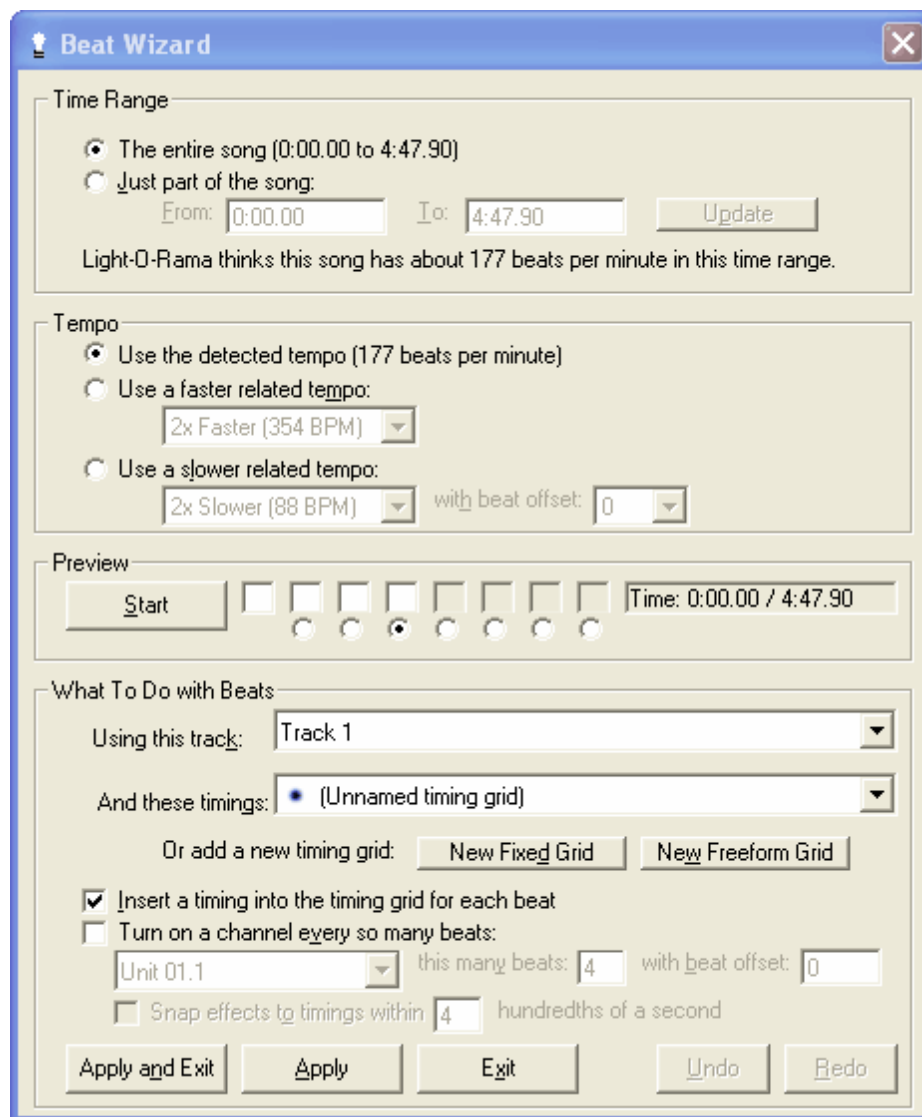 Beat Wizard
Time Range
The entire song (0:00.00 to 4:47.90)
Just part of the song:
From: 0:00.00 To: 4:47.90 Update
Light-O-Rama thinks this song has about 177 beats per minute in this time range.
Tempo
Use the detected tempo (177 beats per minute)
Use a faster related tempo:
2x Faster (354 BPM)
Use a slower related tempo:
2x Slower (88 BPM) with beat offset: 0
Preview
Start Time: 0:00.00 / 4:47.90
What To Do with Beats
Using this track: Track 1
And these timings: (Unnamed timing grid)
Or add a new timing grid: New Fixed Grid New Freeform Grid
Insert a timing into the timing grid for each beat
Turn on a channel every so many beats:
Unit 01.1 this many beats: 4 with beat offset: 0
Snap effects to timings within 4 hundredths of a second
Apply and Exit Apply Exit Undo Redo